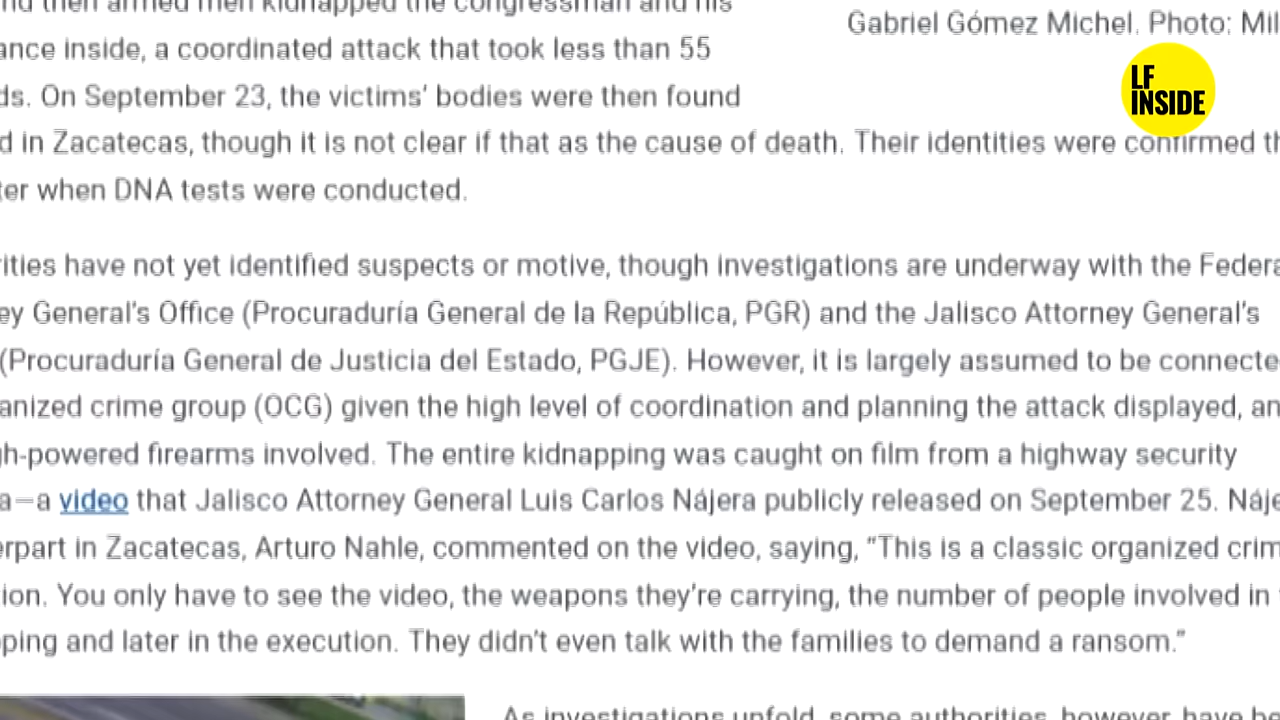 then armed men kidnapped the congressman and his
Gabriel Gómez Michel. Photo: Mil
ance inside, a coordinated attack that took less than 55
LF
INSIDE
ds. On September 23, the victims' bodies were then found
d in Zacatecas, though it is not clear if that as the cause of death. Their identities were confirmed th
ter when DNA tests were conducted.
rities have not yet identified suspects or motive, though investigations are underway with the Federa
ey General's Office (Procuraduría General de la República, PGR) and the Jalisco Attorney General's
(Procuraduría General de Justicia del Estado, PGJE). However, it is largely assumed to be connecte
anized crime group (OCG) given the high level of coordination and planning the attack displayed, an
gh-powered firearms involved. The entire kidnapping was caught on film from a highway security
a—a video that Jalisco Attorney General Luis Carlos Nájera publicly released on September 25. Náje
erpart in Zacatecas, Arturo Nahle, commented on the video, saying, "This is a classic organized crim
ion. You only have to see the video, the weapons they're carrying, the number of people involved in
pping and later in the execution. They didn't even talk with the families to demand a ransom."
As investigations unfold, some authorities, however, have be